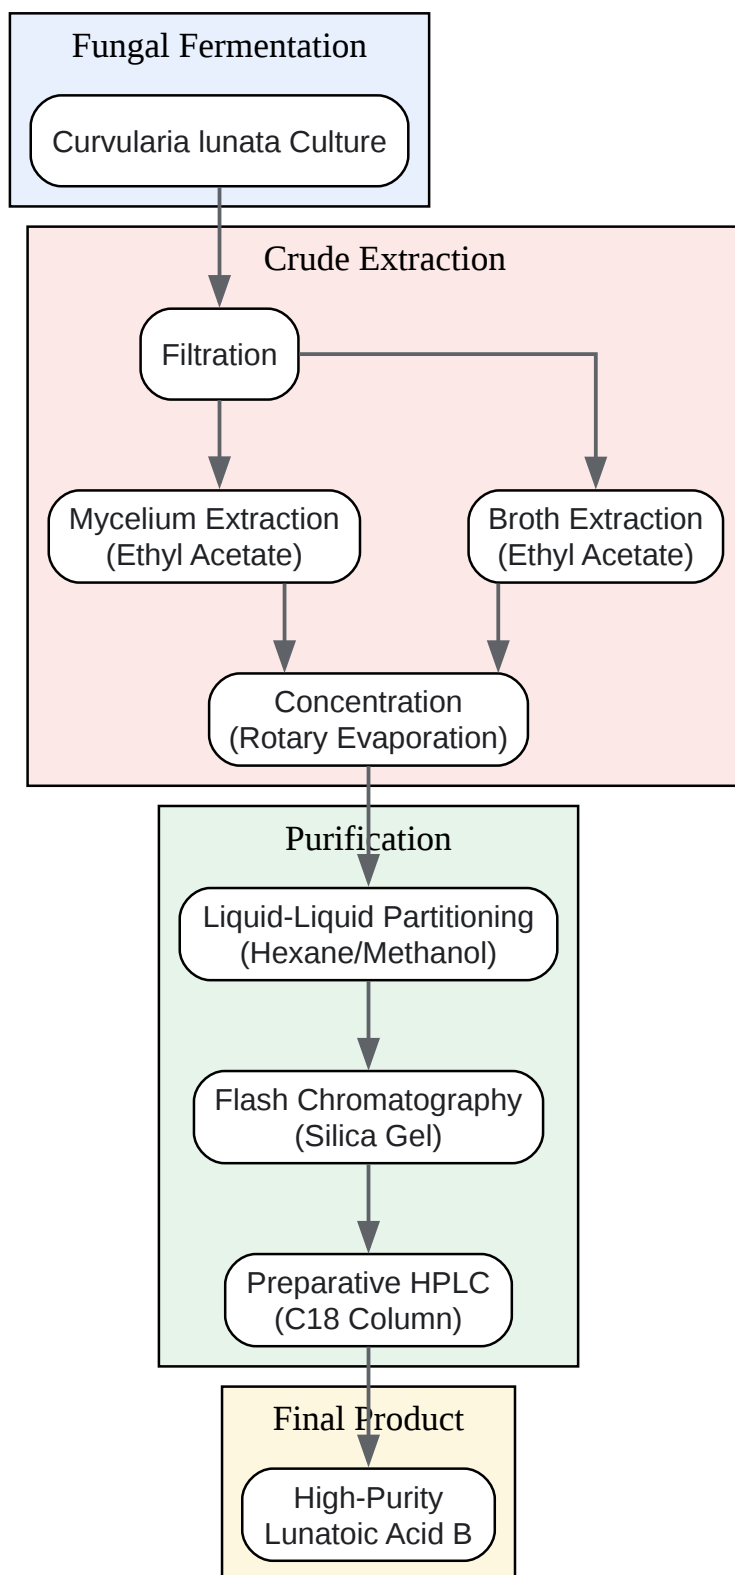 Fungal Fermentation
Curvularia lunata Culture
Crude Extraction
Filtration
Mycelium Extraction
(Ethyl Acetate)
Broth Extraction
(Ethyl Acetate)
Concentration
(Rotary Evaporation)
Purification
Liquid-Liquid Partitioning
(Hexane/Methanol)
Flash Chromatography
(Silica Gel)
Preparative HPLC
(C18 Column)
Final Product
High-Purity
Lunatoic Acid B